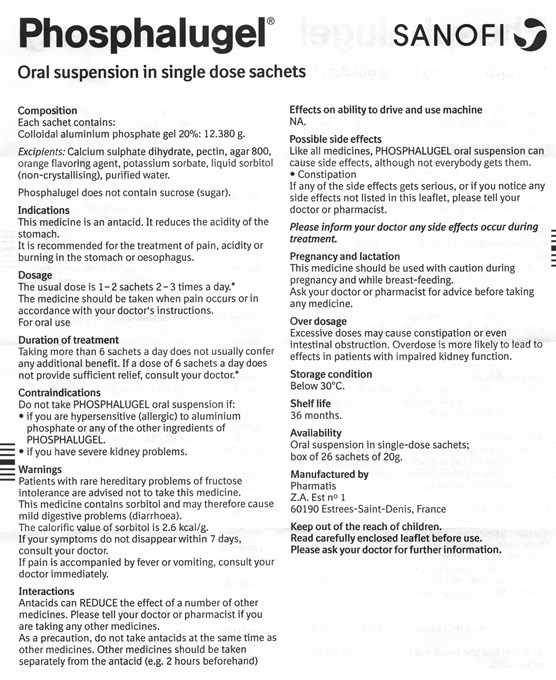 Phosphalugel®
SANOFI
Oral suspension in single dose sachets
Composition
Each sachet contains:
Colloidal aluminium phosphate gel 20%: 12.380 g.
Excipients: Calcium sulphate dihydrate, pectin, agar 800,
orange flavoring agent, potassium sorbate, liquid sorbitol
(non-crystallising), purified water.
Phosphalugel does not contain sucrose (sugar).
Indications
This medicine is an antacid. It reduces the acidity of the
stomach.
It is recommended for the treatment of pain, acidity or
burning in the stomach or oesophagus.
Dosage
The usual dose is 1–2 sachets 2–3 times a day.*
The medicine should be taken when pain occurs or in
accordance with your doctor's instructions.
For oral use
Duration of treatment
Taking more than 6 sachets a day does not usually confer
any additional benefit. If a dose of 6 sachets a day does
not provide sufficient relief, consult your doctor.*
Contraindications
Do not take PHOSPHALUGEL oral suspension if:
• if you are hypersensitive (allergic) to aluminium
phosphate or any of the other ingredients of
PHOSPHALUGEL.
• if you have severe kidney problems.
Warnings
Patients with rare hereditary problems of fructose
intolerance are advised not to take this medicine.
This medicine contains sorbitol and may therefore cause
mild digestive problems (diarrhoea).
The calorific value of sorbitol is 2.6 kcal/g.
If your symptoms do not disappear within 7 days,
consult your doctor.
If pain is accompanied by fever or vomiting, consult your
doctor immediately.
Interactions
Antacids can REDUCE the effect of a number of other
medicines. Please tell your doctor or pharmacist if you
are taking any other medicines.
As a precaution, do not take antacids at the same time as
other medicines. Other medicines should be taken
separately from the antacid (e.g. 2 hours beforehand)
Effects on ability to drive and use machine
NA.
Possible side effects
Like all medicines, PHOSPHALUGEL oral suspension can
cause side effects, although not everybody gets them.
• Constipation
If any of the side effects gets serious, or if you notice any
side effects not listed in this leaflet, please tell your
doctor or pharmacist.
Please inform your doctor any side effects occur during
treatment.
Pregnancy and lactation
This medicine should be used with caution during
pregnancy and while breast-feeding.
Ask your doctor or pharmacist for advice before taking
any medicine.
Over dosage
Excessive doses may cause constipation or even
intestinal obstruction. Overdose is more likely to lead to
effects in patients with impaired kidney function.
Storage condition
Below 30°C.
Shelf life
36 months.
Availability
Oral suspension in single-dose sachets;
box of 26 sachets of 20g.
Manufactured by
Pharmatis
Z.A. Est nº 1
60190 Estrees-Saint-Denis, France
Keep out of the reach of children.
Read carefully enclosed leaflet before use.
Please ask your doctor for further information.